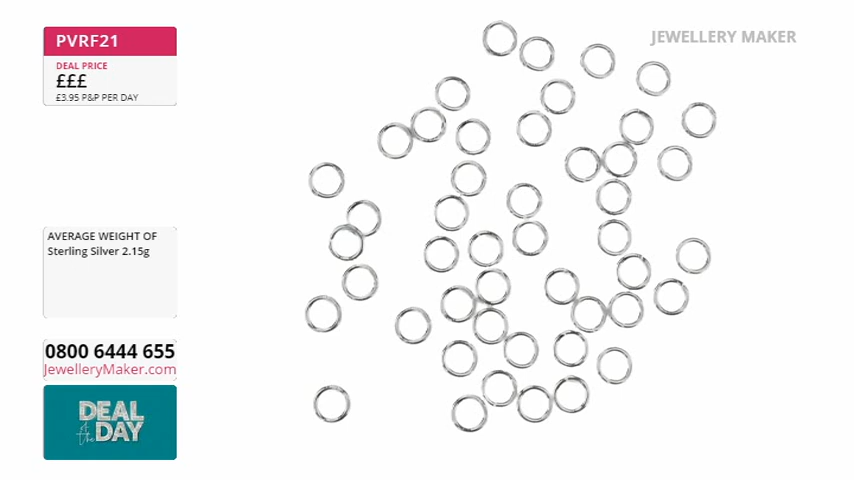 PVRF21
DEAL PRICE
£££
£3.95 P&P PER DAY
AVERAGE WEIGHT OF
Sterling Silver 2.15g
0800 6444 655
JewelleryMaker.com
DEAL
of the
DAY
JEWELLERY MAKER